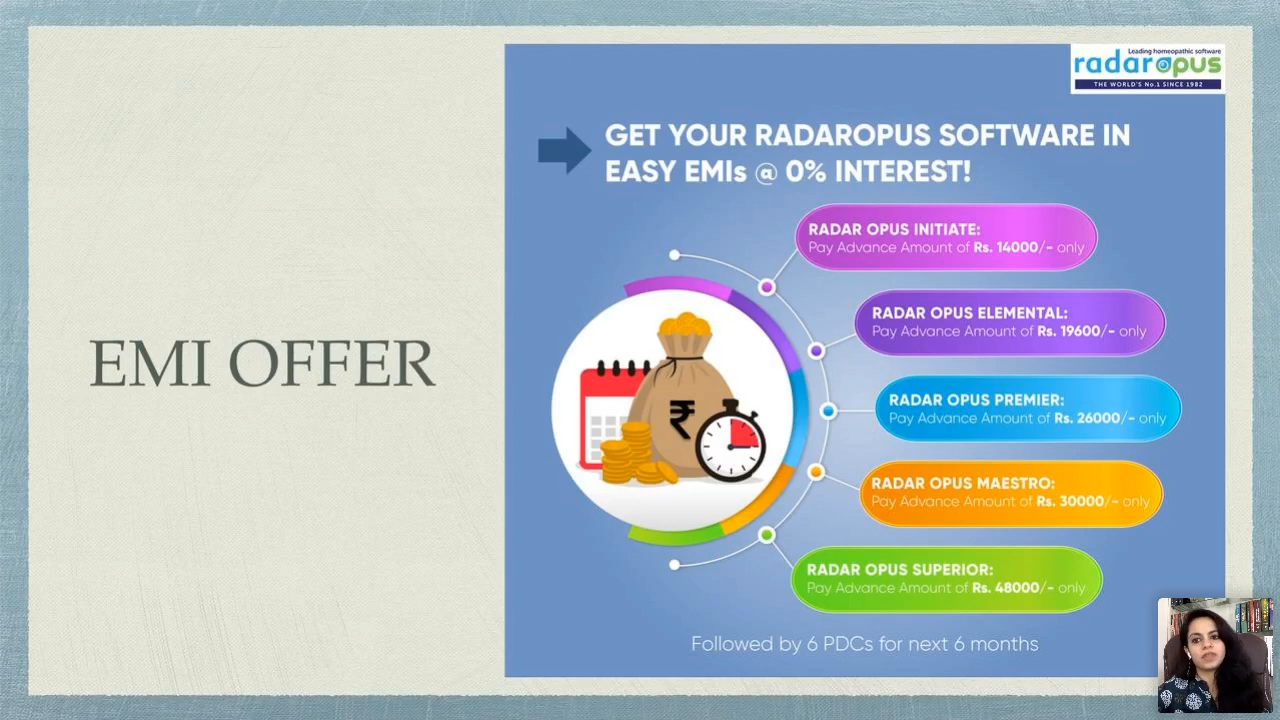 EMI OFFER
Leading homeopathic software
radaropus
THE WORLD'S No.1 SINCE 1982
GET YOUR RADAROPUS SOFTWARE IN
EASY EMIs @ 0% INTEREST!
RADAR OPUS INITIATE:
Pay Advance Amount of Rs. 14000/- only
RADAR OPUS ELEMENTAL:
Pay Advance Amount of Rs. 19600/- only
RADAR OPUS PREMIER:
Pay Advance Amount of Rs. 26000/- only
₹
RADAR OPUS MAESTRO:
Pay Advance Amount of Rs. 30000/- only
RADAR OPUS SUPERIOR:
Pay Advance Amount of Rs. 48000/- only
Followed by 6 PDCs for next 6 months